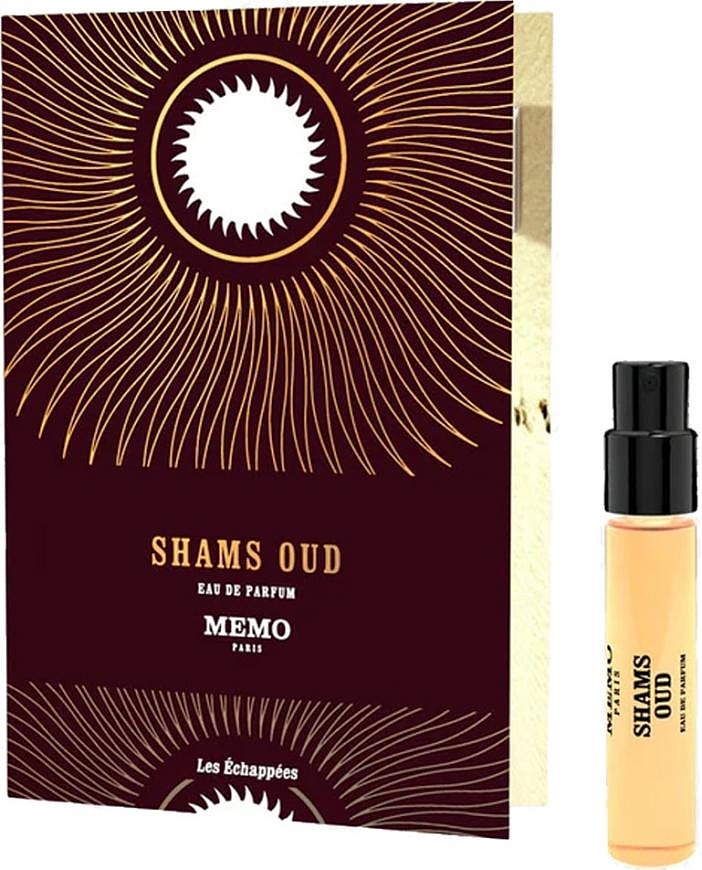 SHAMS OUD
EAU DE PARFUM
MEMO
PARIS
Les Échappées
MEMO
PARIS
SHAMS
OUD
EAU DE PARFUM